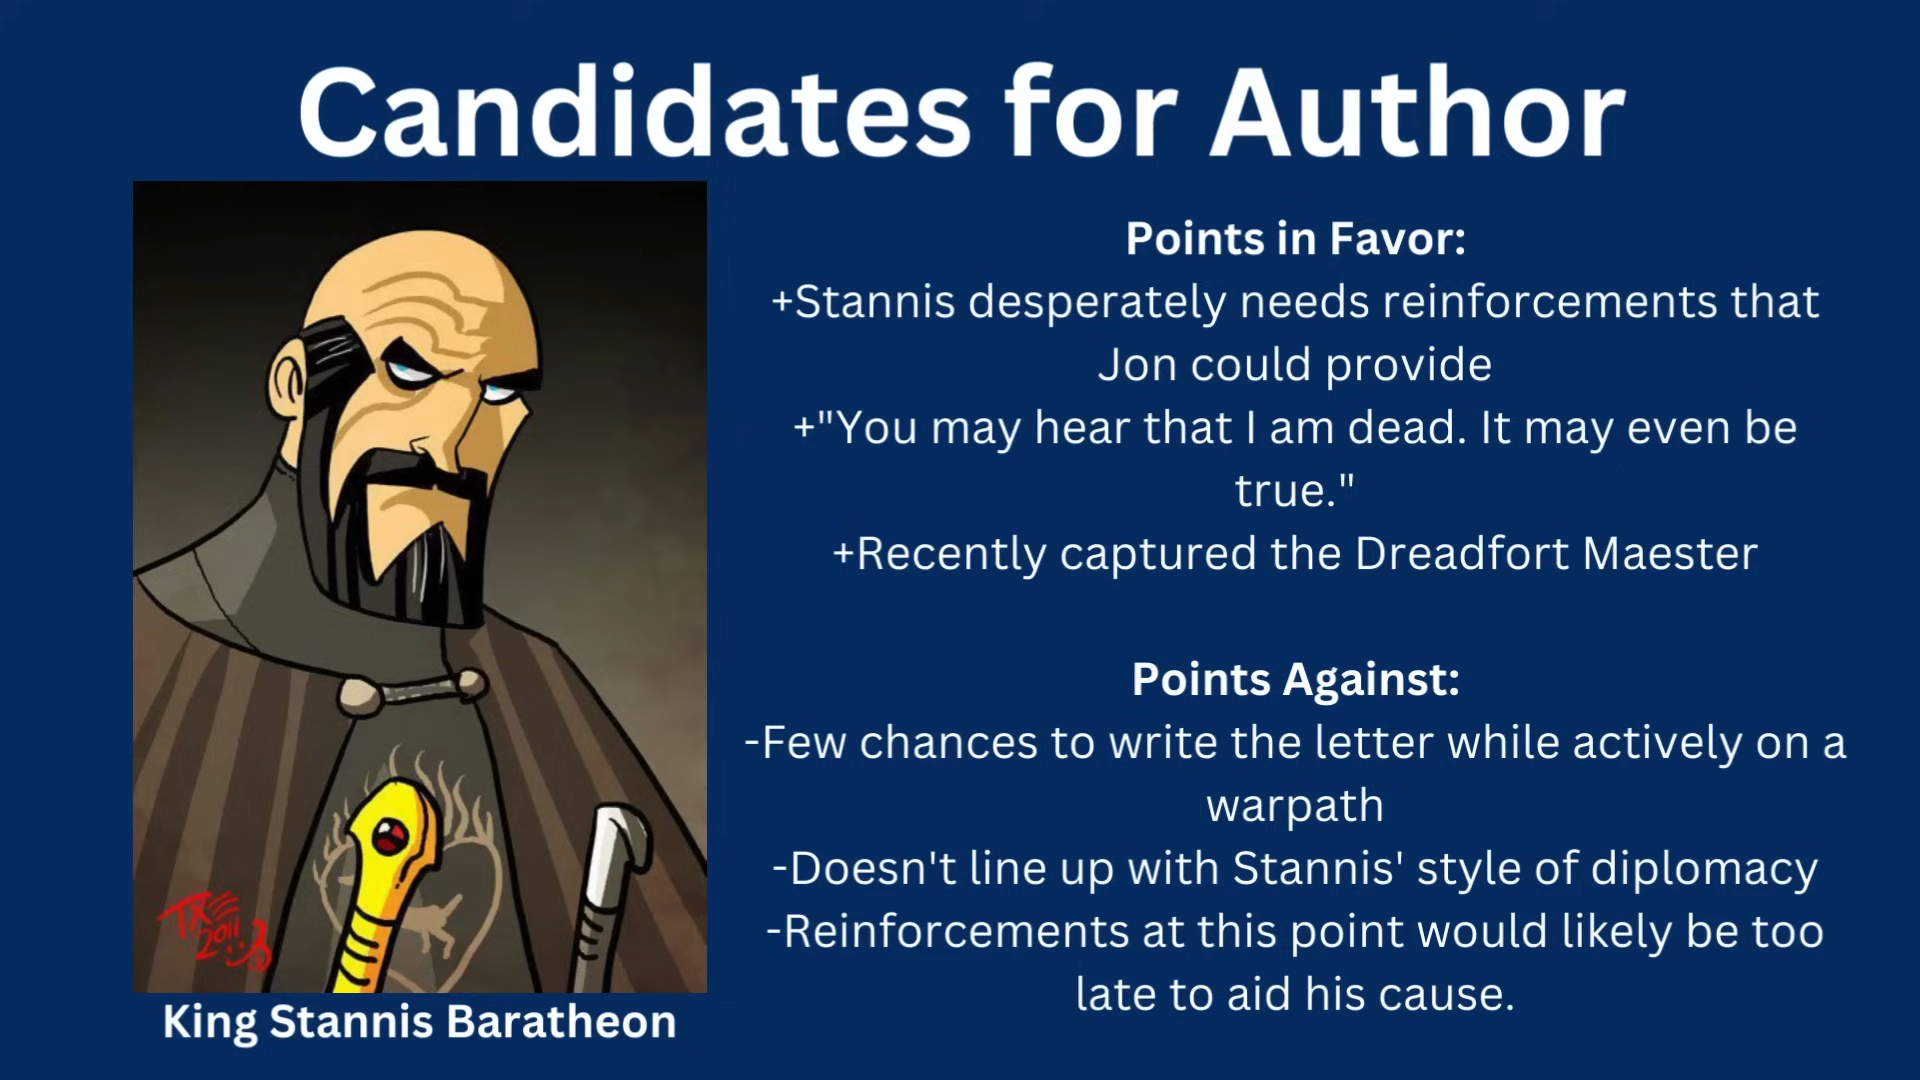 Candidates for Author
Points in Favor:
+Stannis desperately needs reinforcements that
Jon could provide
+"You may hear that I am dead. It may even be
true."
+Recently captured the Dreadfort Maester
Points Against:
-Few chances to write the letter while actively on a
warpath
-Doesn't line up with Stannis' style of diplomacy
-Reinforcements at this point would likely be too
late to aid his cause.
TX
2011
King Stannis Baratheon